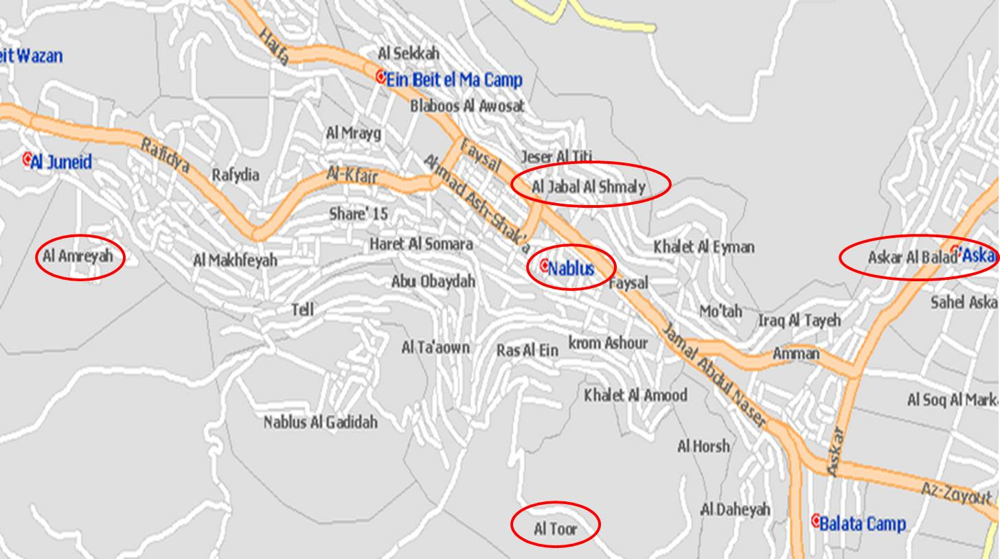 Haifa
Al Sekkah
eit Wazan
'Ein Beit el Ma Camp
Blaboos Al Awosat
Al Mrayg
Rafidya
Faysal
Jeser Al Titi
Al Juneid
Rafydia
Al-Kfair
Ahmad Ash-Shak'a
Al Jabal Al Shmaly
Share' 15
Haret Al Somara
Khalet Al Eyman
Al Amreyah
Al Makhfeyah
Nablus
Askar Al Balad
'Aska
Abu Obaydah
Faysal
Sahel Aska
Tell
Mo'tah
Iraq Al Tayeh
Al Ta'aown
Ras Al Ein
krom Ashour
Jamal Abdul Naser
Amman
Khalet Al Amood
Al Soq Al Mark
Nablus Al Gadidah
Al Horsh
Askar
Az-Zoyout
Al Daheyah
Al Toor
Balata Camp